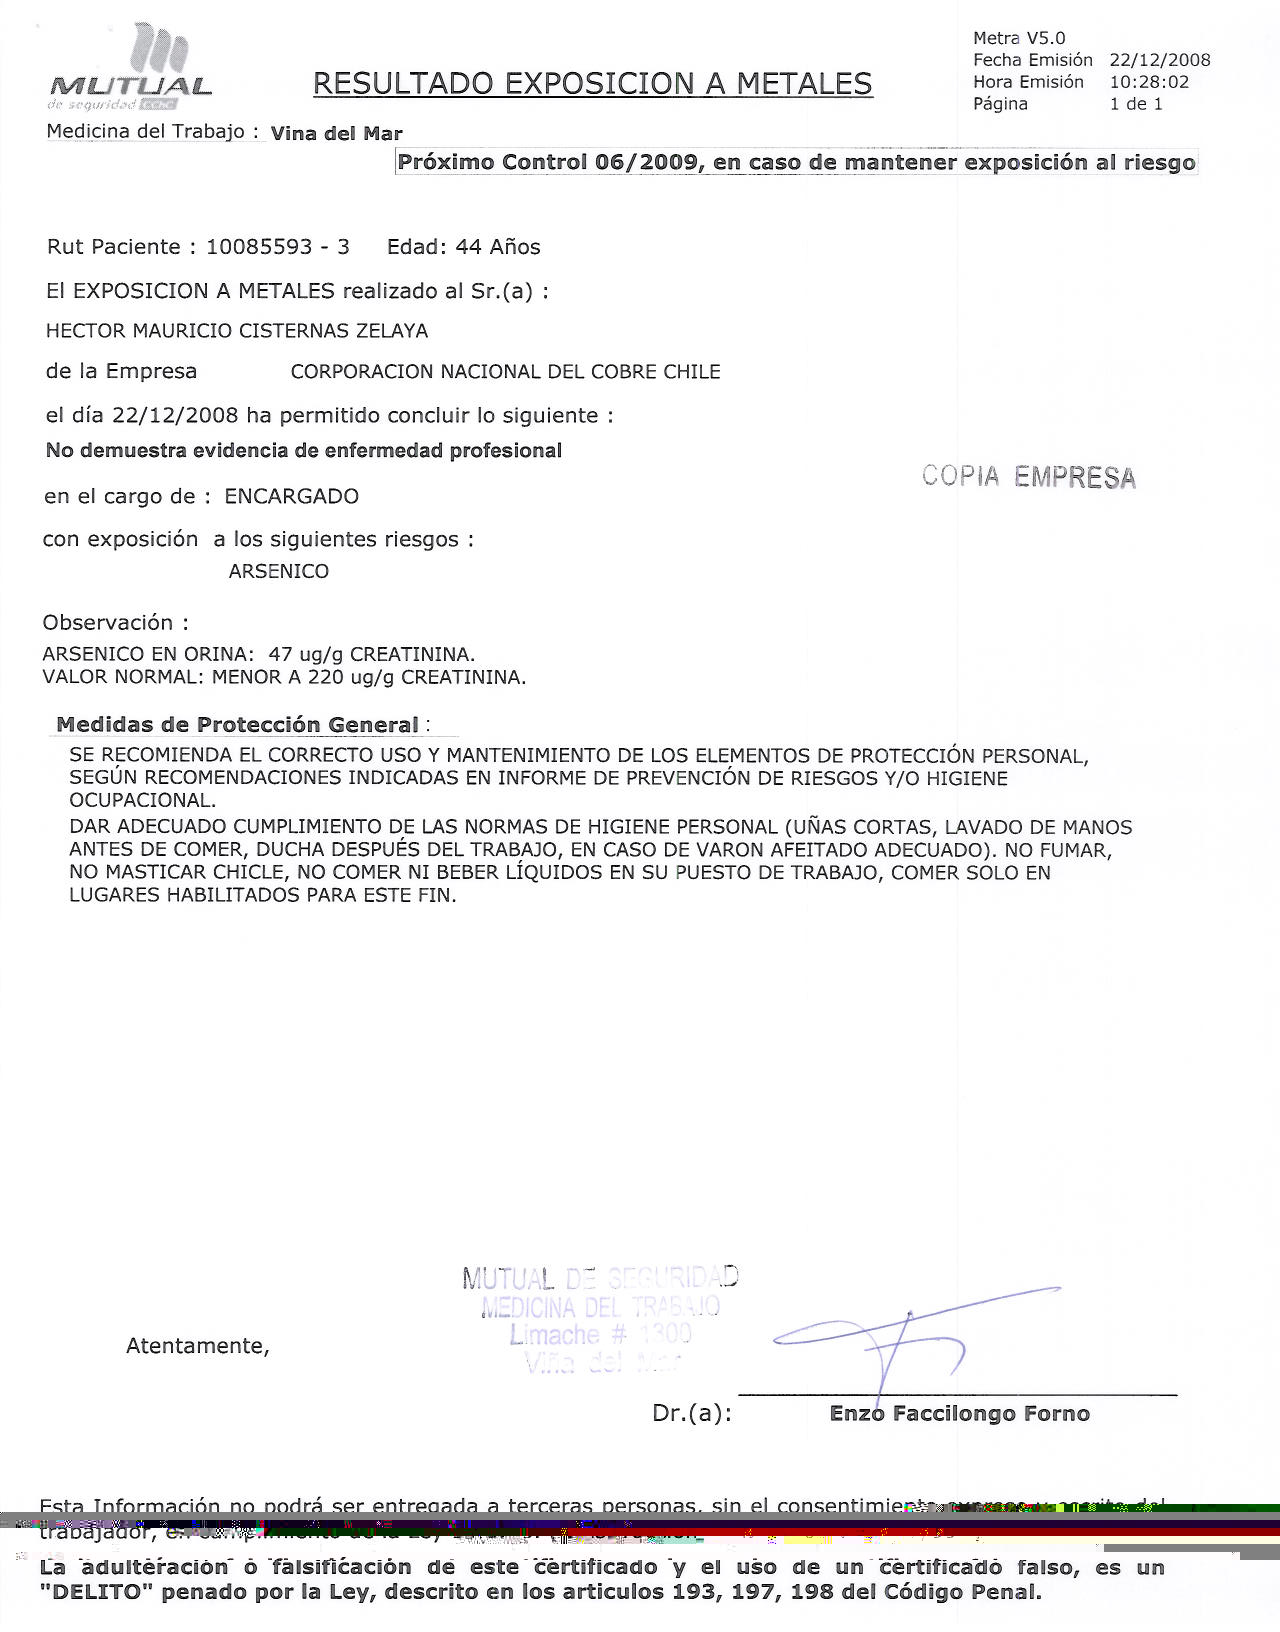 MUTUAL
de seguridad CChC
RESULTADO EXPOSICION A METALES
Metra V5.0
Fecha Emisión 22/12/2008
Hora Emisión 10:28:02
Página 1 de 1
Medicina del Trabajo : Vina del Mar
Próximo Control 06/2009, en caso de mantener exposición al riesgo
Rut Paciente : 10085593 - 3 Edad: 44 Años
El EXPOSICION A METALES realizado al Sr.(a) :
HECTOR MAURICIO CISTERNAS ZELAYA
de la Empresa CORPORACION NACIONAL DEL COBRE CHILE
el día 22/12/2008 ha permitido concluir lo siguiente :
No demuestra evidencia de enfermedad profesional
COPIA EMPRESA
en el cargo de : ENCARGADO
con exposición a los siguientes riesgos :
ARSENICO
Observación :
ARSENICO EN ORINA: 47 ug/g CREATININA.
VALOR NORMAL: MENOR A 220 ug/g CREATININA.
Medidas de Protección General :
SE RECOMIENDA EL CORRECTO USO Y MANTENIMIENTO DE LOS ELEMENTOS DE PROTECCIÓN PERSONAL,
SEGÚN RECOMENDACIONES INDICADAS EN INFORME DE PREVENCIÓN DE RIESGOS Y/O HIGIENE
OCUPACIONAL.
DAR ADECUADO CUMPLIMIENTO DE LAS NORMAS DE HIGIENE PERSONAL (UÑAS CORTAS, LAVADO DE MANOS
ANTES DE COMER, DUCHA DESPUÉS DEL TRABAJO, EN CASO DE VARON AFEITADO ADECUADO). NO FUMAR,
NO MASTICAR CHICLE, NO COMER NI BEBER LÍQUIDOS EN SU PUESTO DE TRABAJO, COMER SOLO EN
LUGARES HABILITADOS PARA ESTE FIN.
MUTUAL DE SEGURIDAD
MEDICINA DEL TRABAJO
Limache # 1300
Viña del Mar
Atentamente,
Dr.(a): Enzo Faccilongo Forno
Esta Información no podrá ser entregada a terceras personas, sin el consentimiento
trabajador,
La adulteración o falsificación de este certificado y el uso de un certificado falso, es un
"DELITO" penado por la Ley, descrito en los articulos 193, 197, 198 del Código Penal.